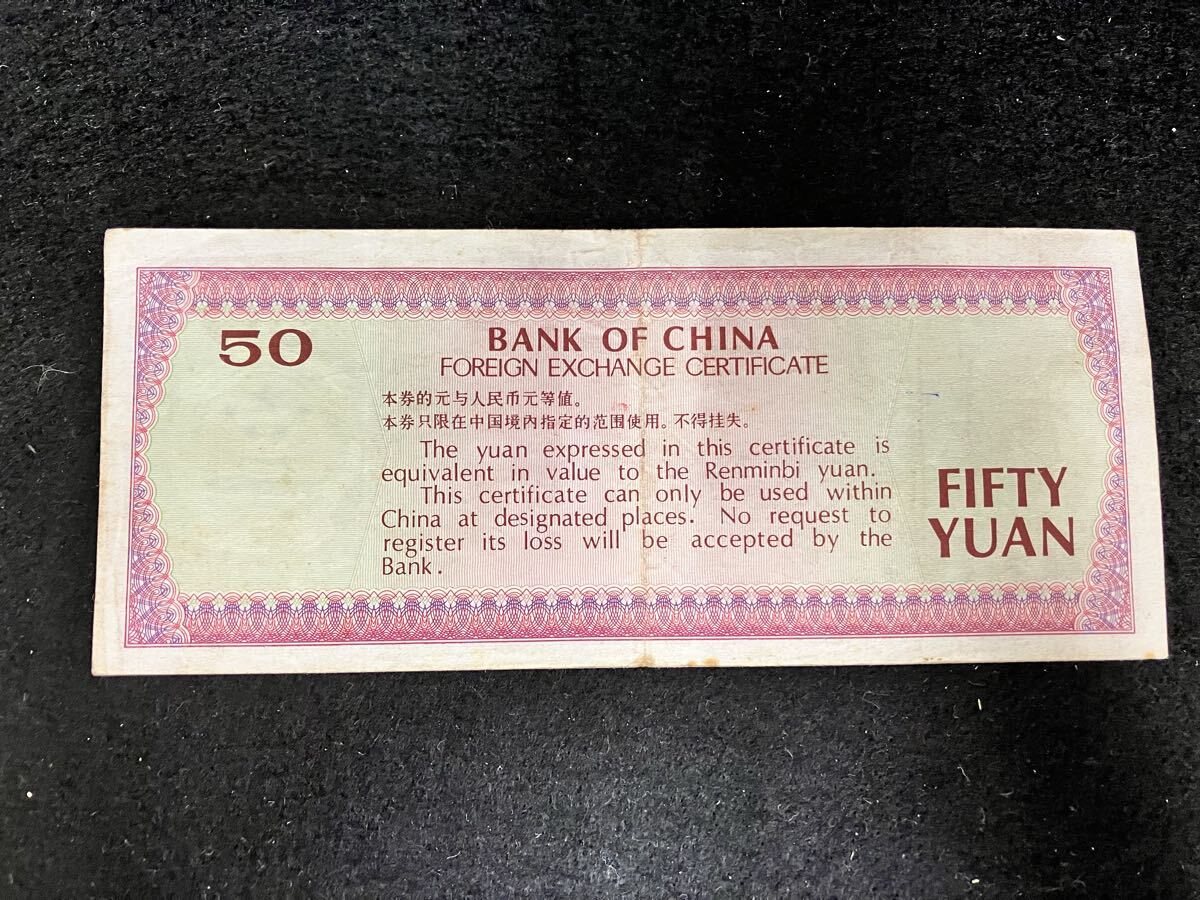 50
BANK OF CHINA
FOREIGN EXCHANGE CERTIFICATE
本券的元与人民币元等值。
本券只限在中国境内指定的范围使用。不得挂失。
The yuan expressed in this certificate is
equivalent in value to the Renminbi yuan.
This certificate can only be used within
China at designated places. No request to
register its loss will be accepted by the
Bank.
FIFTY
YUAN